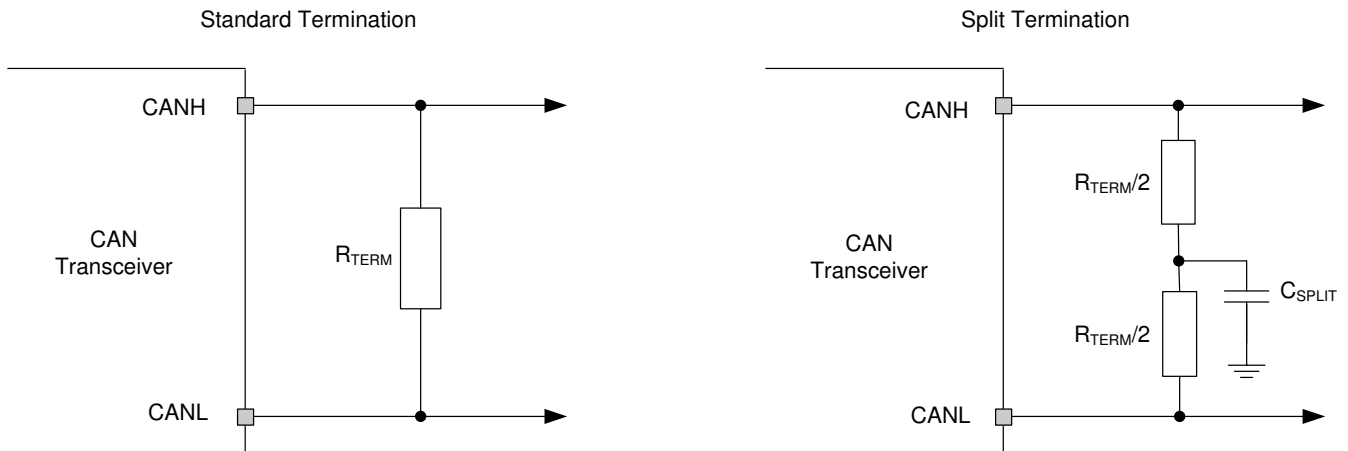 Standard Termination
CANH
CAN
Transceiver
RTERM
CANL
Split Termination
CANH
RTERM/2
CAN
Transceiver
CSPLIT
RTERM/2
CANL